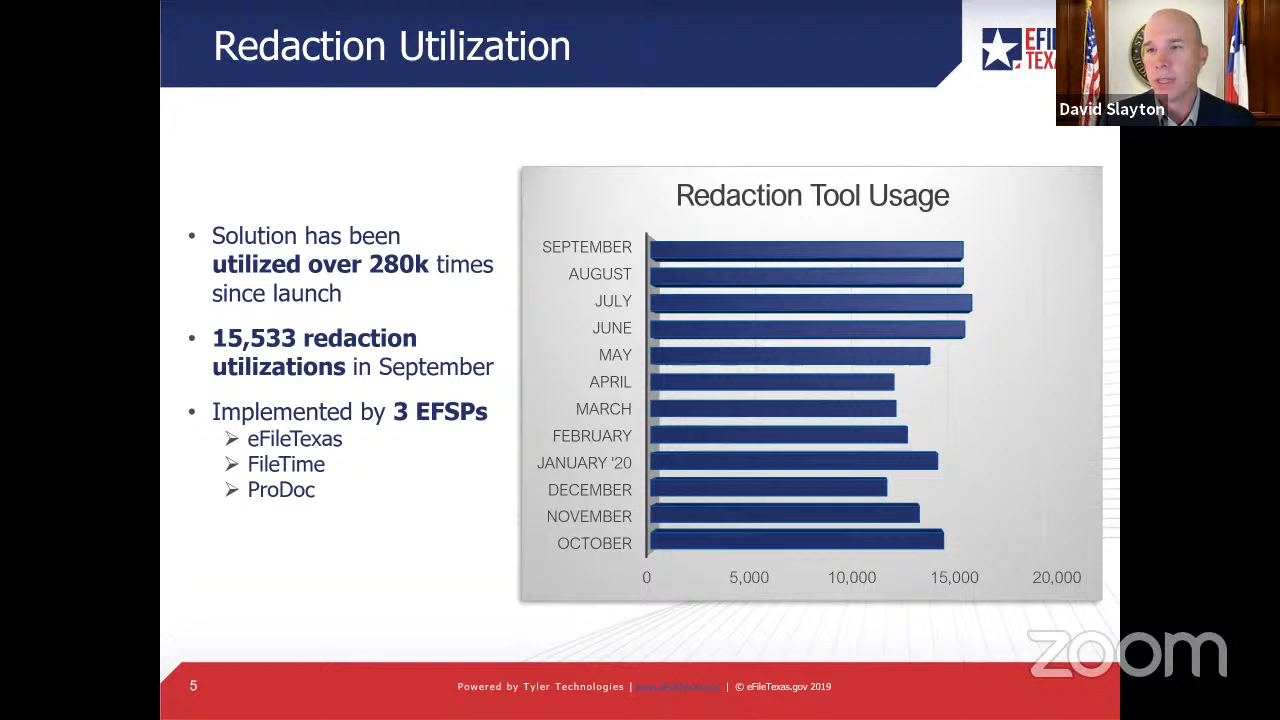 Redaction Utilization
EFI
TEXA
David Slayton
• Solution has been
utilized over 280k times
since launch
• 15,533 redaction
utilizations in September
• Implemented by 3 EFSPs
➢ eFileTexas
➢ FileTime
➢ ProDoc
Redaction Tool Usage
SEPTEMBER
AUGUST
JULY
JUNE
MAY
APRIL
MARCH
FEBRUARY
JANUARY '20
DECEMBER
NOVEMBER
OCTOBER
0 5,000 10,000 15,000 20,000
zoom
5
Powered by Tyler Technologies | www.eFileTexas.gov | © eFileTexas.gov 2019